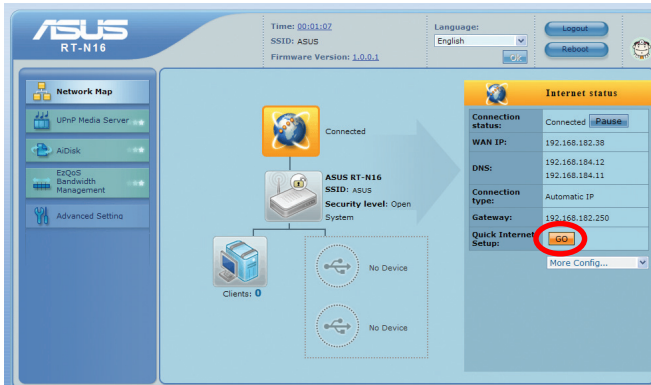 ASUS
RT-N16
Time: 00:01:07
SSID: ASUS
Firmware Version: 1.0.0.1
Language:
English
OK
Logout
Reboot
Network Map
UPnP Media Server
AiDisk
EzQoS
Bandwidth
Management
Advanced Setting
Connected
ASUS RT-N16
SSID: ASUS
Security level: Open
System
Clients: 0
No Device
No Device
Internet status
Connection
status:
Connected Pause
WAN IP: 192.168.182.38
DNS:
192.168.184.12
192.168.184.11
Connection
type:
Automatic IP
Gateway: 192.168.182.250
Quick Internet
Setup:
GO
More Config...